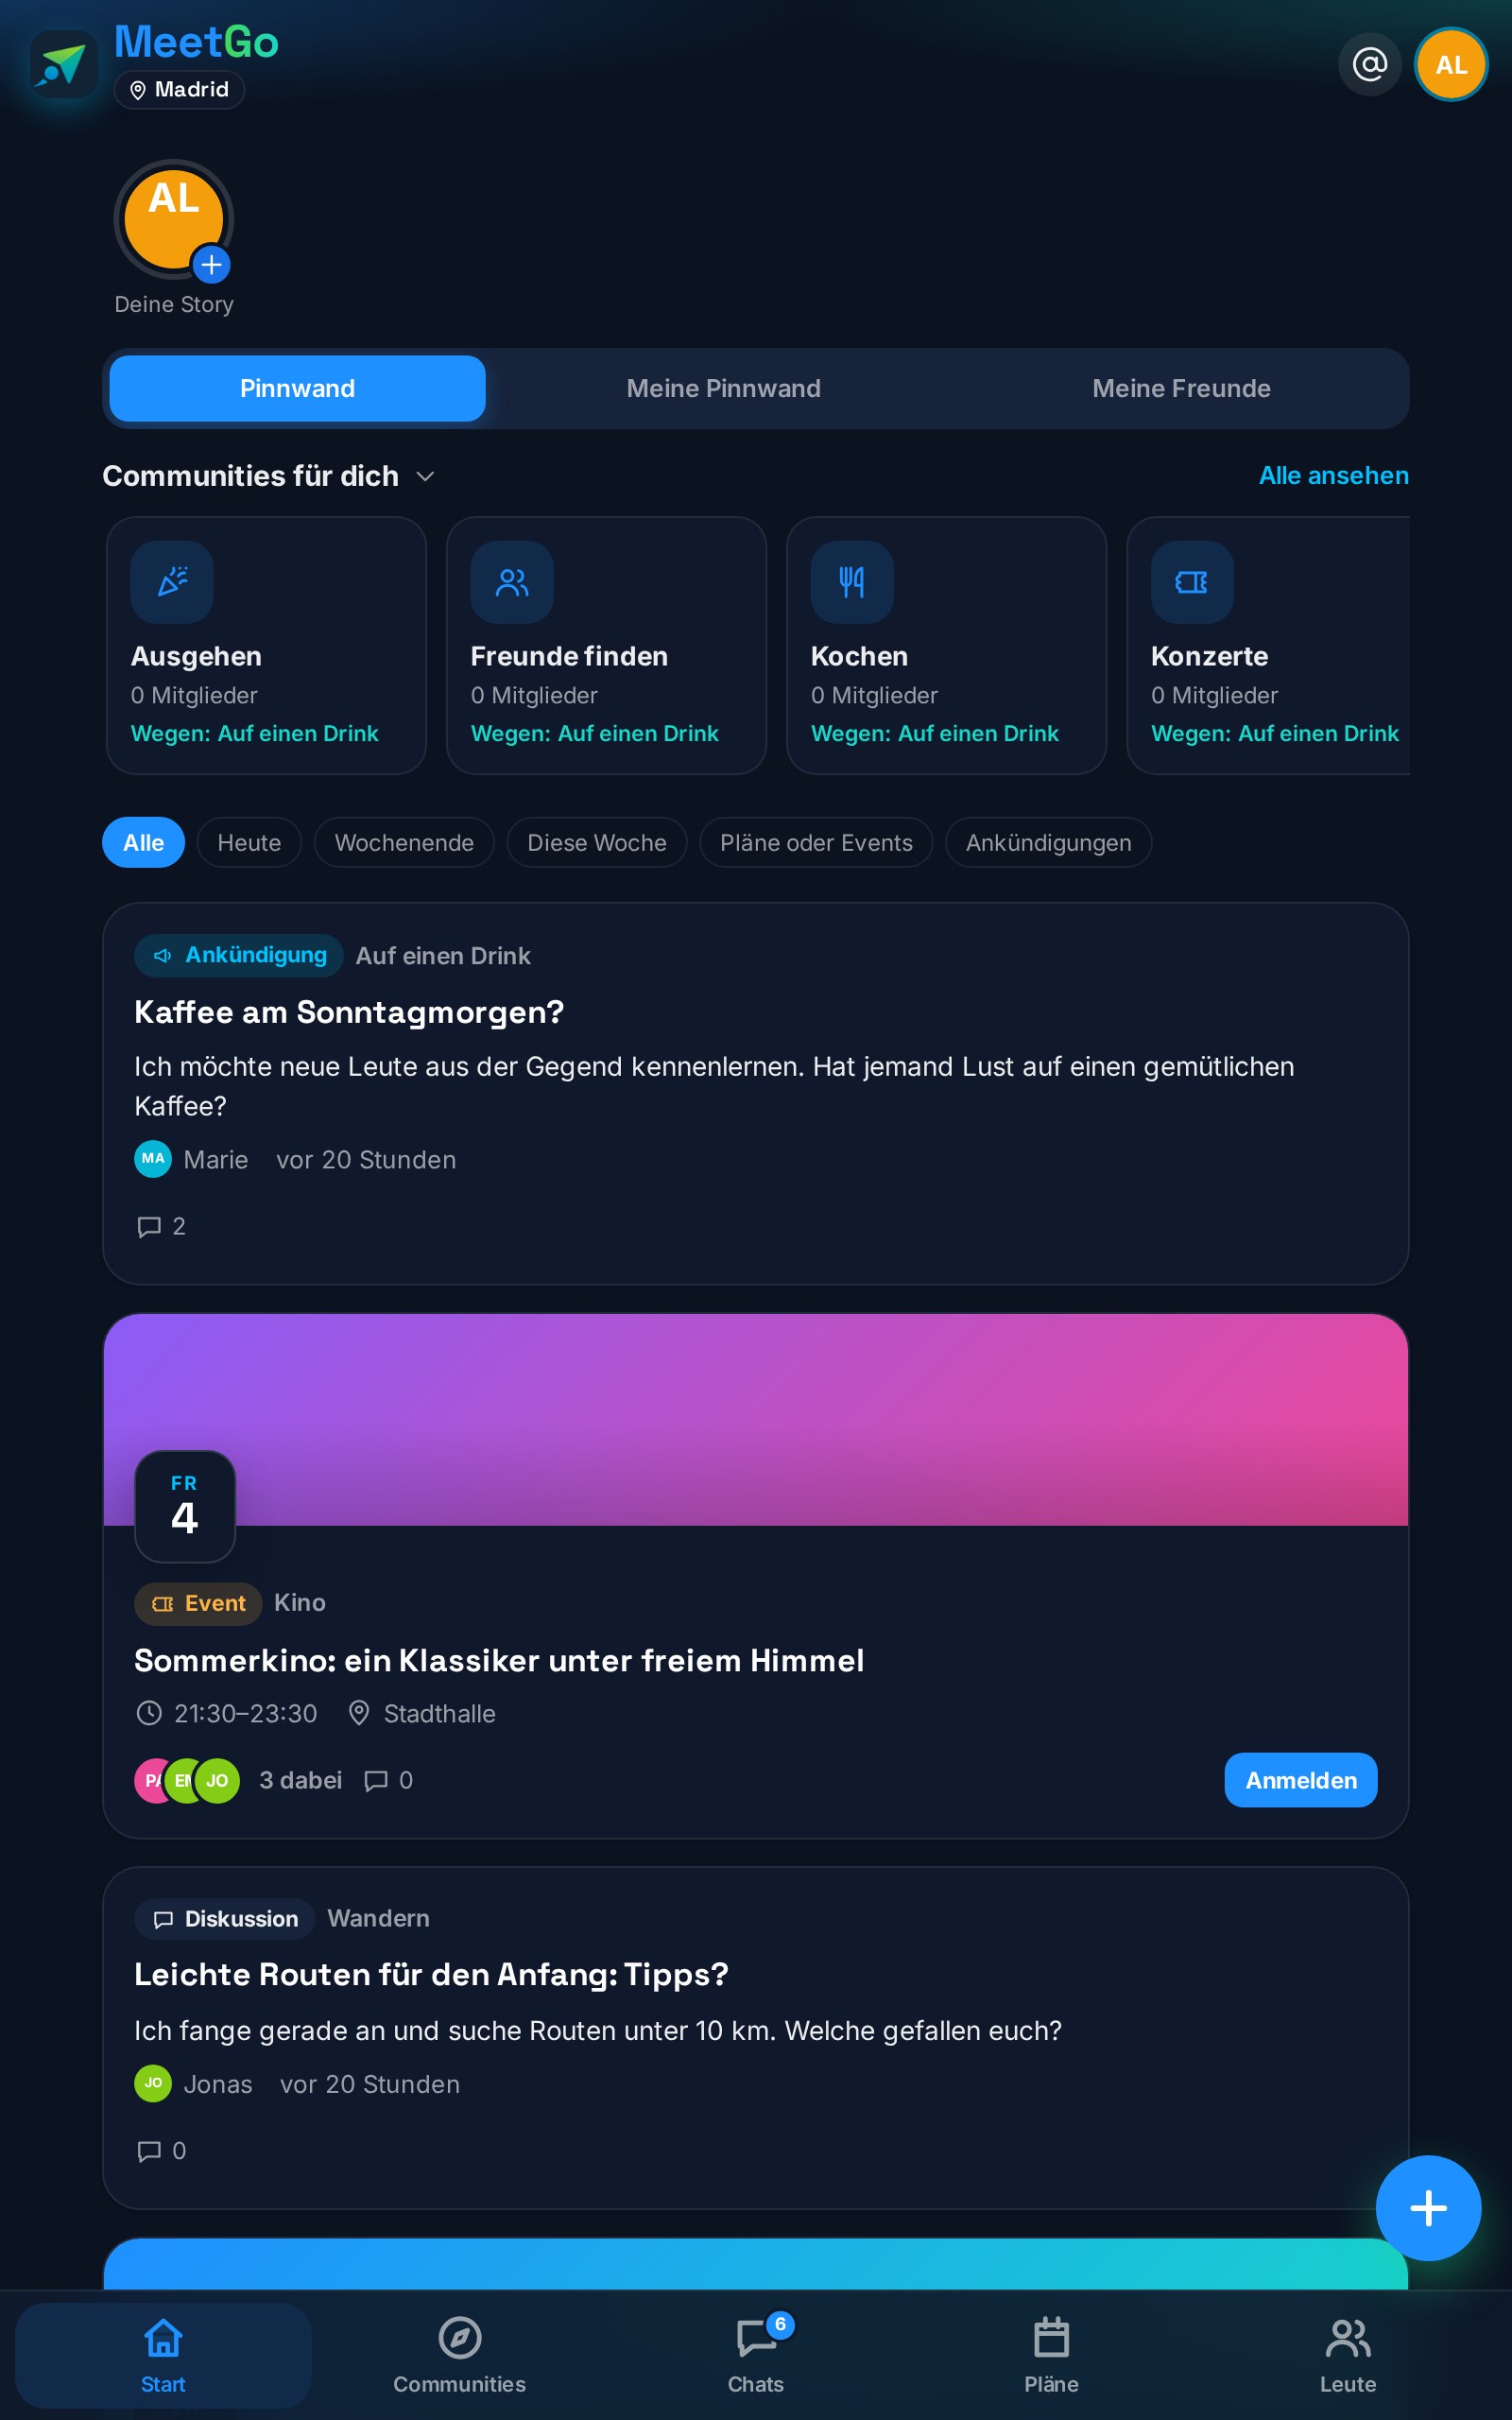 MeetGo
Madrid
@
AL
AL
Deine Story
Pinnwand
Meine Pinnwand
Meine Freunde
Communities für dich
Alle ansehen
Ausgehen
0 Mitglieder
Wegen: Auf einen Drink
Freunde finden
0 Mitglieder
Wegen: Auf einen Drink
Kochen
0 Mitglieder
Wegen: Auf einen Drink
Konzerte
0 Mitglieder
Wegen: Auf einen Drink
Alle
Heute
Wochenende
Diese Woche
Pläne oder Events
Ankündigungen
Ankündigung Auf einen Drink
Kaffee am Sonntagmorgen?
Ich möchte neue Leute aus der Gegend kennenlernen. Hat jemand Lust auf einen gemütlichen
Kaffee?
MA Marie vor 20 Stunden
2
FR
4
Event Kino
Sommerkino: ein Klassiker unter freiem Himmel
21:30–23:30 Stadthalle
JO 3 dabei 0
Anmelden
Diskussion Wandern
Leichte Routen für den Anfang: Tipps?
Ich fange gerade an und suche Routen unter 10 km. Welche gefallen euch?
JO Jonas vor 20 Stunden
0
Start
Communities
6
Chats
Pläne
Leute